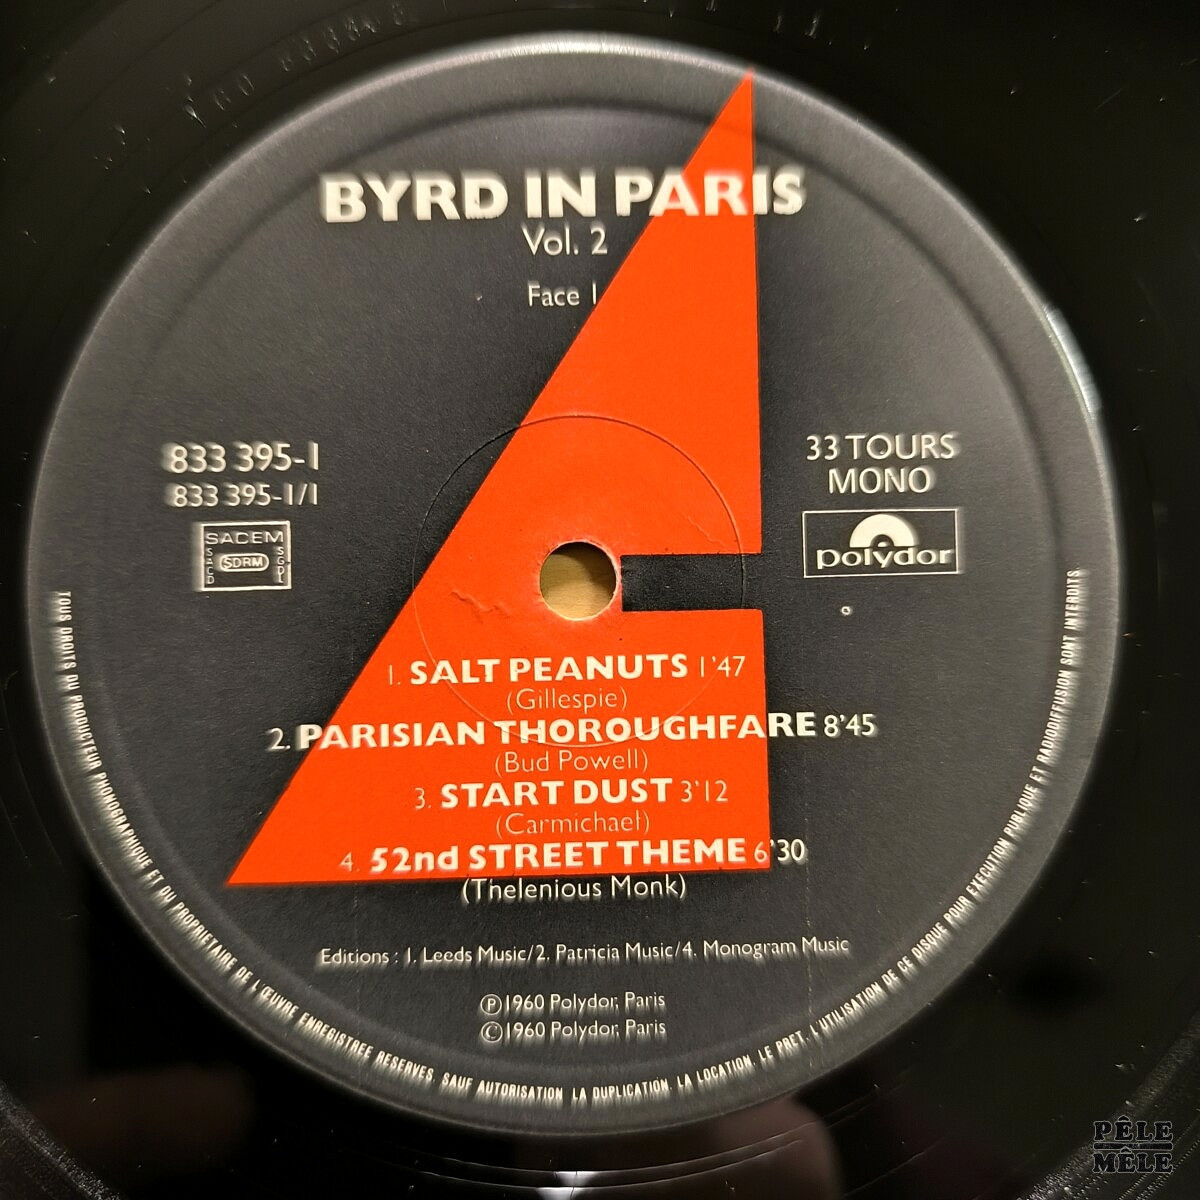 BYRD IN PARIS
Vol. 2
Face 1
833 395-1
833 395-1/1
SACEM
SACD
SDRM
SGDL
33 TOURS
MONO
polydor
1. SALT PEANUTS 1'47
(Gillespie)
2. PARISIAN THOROUGHFARE 8'45
(Bud Powell)
3. START DUST 3'12
(Carmichael)
4. 52nd STREET THEME 6'30
(Thelenious Monk)
Editions : 1. Leeds Music/2. Patricia Music/4. Monogram Music
℗1960 Polydor, Paris
©1960 Polydor, Paris
TOUS DROITS DU PRODUCTEUR PHONOGRAPHIQUE ET DU PROPRIETAIRE DE L'ŒUVRE ENREGISTREE RESERVES. SAUF AUTORISATION LA DUPLICATION, LA LOCATION, LE PRET, L'UTILISATION DE CE DISQUE POUR EXECUTION PUBLIQUE ET RADIODIFFUSION SONT INTERDITS.
PÊLE
MÊLE